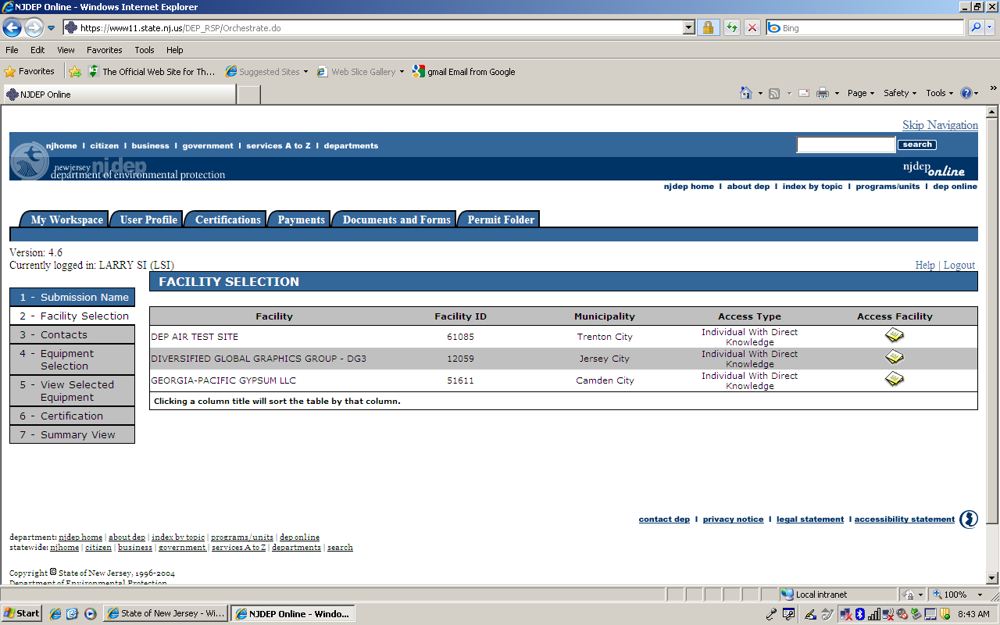 NJDEP Online - Windows Internet Explorer
https://www11.state.nj.us/DEP_RSP/Orchestrate.do
Bing
File Edit View Favorites Tools Help
Favorites The Official Web Site for Th... Suggested Sites Web Slice Gallery gmail Email from Google
NJDEP Online
Page Safety Tools
Skip Navigation
njhome | citizen | business | government | services A to Z | departments
search
newjersey njdep
department of environmental protection
njdep online
njdep home | about dep | index by topic | programs/units | dep online
My Workspace User Profile Certifications Payments Documents and Forms Permit Folder
Version: 4.6
Currently logged in: LARRY SI (LSI)
Help | Logout
FACILITY SELECTION
1 - Submission Name
2 - Facility Selection
3 - Contacts
4 - Equipment
Selection
5 - View Selected
Equipment
6 - Certification
7 - Summary View
Facility Facility ID Municipality Access Type Access Facility
DEP AIR TEST SITE 61085 Trenton City Individual With Direct
Knowledge
DIVERSIFIED GLOBAL GRAPHICS GROUP - DG3 12059 Jersey City Individual With Direct
Knowledge
GEORGIA-PACIFIC GYPSUM LLC 51611 Camden City Individual With Direct
Knowledge
Clicking a column title will sort the table by that column.
contact dep | privacy notice | legal statement | accessibility statement
department: njdep home | about dep | index by topic | programs/units | dep online
statewide: njhome | citizen | business | government | services A to Z | departments | search
Copyright © State of New Jersey, 1996-2004
Department of Environmental Protection
Local intranet 100%
Start State of New Jersey - Wi... NJDEP Online - Windo... 8:43 AM